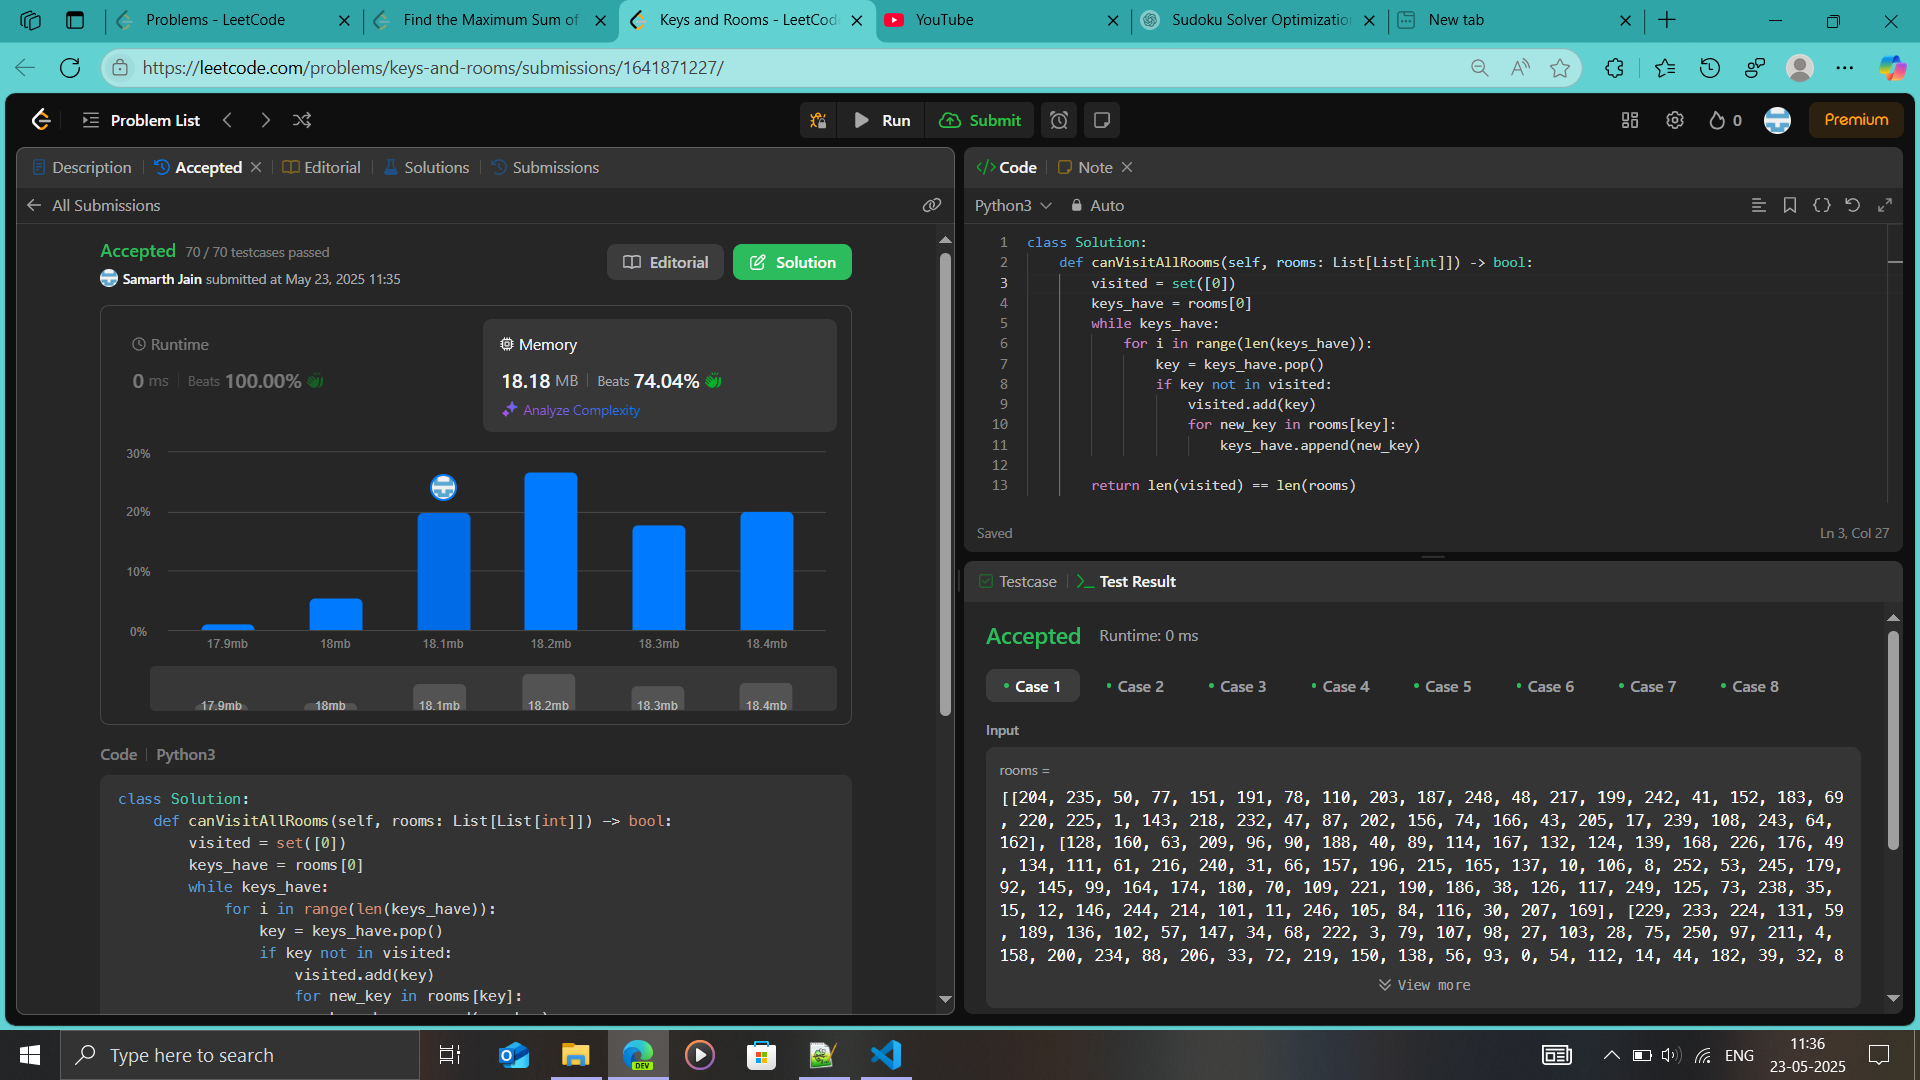 Problems - LeetCode
Find the Maximum Sum of
Keys and Rooms - LeetCod
YouTube
Sudoku Solver Optimizatio
New tab
https://leetcode.com/problems/keys-and-rooms/submissions/1641871227/
Problem List
Run
Submit
0
Premium
Description
Accepted
Editorial
Solutions
Submissions
All Submissions
Accepted 70 / 70 testcases passed
Samarth Jain submitted at May 23, 2025 11:35
Editorial
Solution
Runtime
0 ms Beats 100.00%
Memory
18.18 MB Beats 74.04%
Analyze Complexity
30%
20%
10%
0%
17.9mb 18mb 18.1mb 18.2mb 18.3mb 18.4mb
17.9mb 18mb 18.1mb 18.2mb 18.3mb 18.4mb
Code Python3
class Solution:
def canVisitAllRooms(self, rooms: List[List[int]]) -> bool:
visited = set([0])
keys_have = rooms[0]
while keys_have:
for i in range(len(keys_have)):
key = keys_have.pop()
if key not in visited:
visited.add(key)
for new_key in rooms[key]:
</> Code
Note
Python3
Auto
1 class Solution:
2 def canVisitAllRooms(self, rooms: List[List[int]]) -> bool:
3 visited = set([0])
4 keys_have = rooms[0]
5 while keys_have:
6 for i in range(len(keys_have)):
7 key = keys_have.pop()
8 if key not in visited:
9 visited.add(key)
10 for new_key in rooms[key]:
11 keys_have.append(new_key)
12
13 return len(visited) == len(rooms)
Saved
Ln 3, Col 27
Testcase
Test Result
Accepted Runtime: 0 ms
Case 1 Case 2 Case 3 Case 4 Case 5 Case 6 Case 7 Case 8
Input
rooms =
[[204, 235, 50, 77, 151, 191, 78, 110, 203, 187, 248, 48, 217, 199, 242, 41, 152, 183, 69
, 220, 225, 1, 143, 218, 232, 47, 87, 202, 156, 74, 166, 43, 205, 17, 239, 108, 243, 64,
162], [128, 160, 63, 209, 96, 90, 188, 40, 89, 114, 167, 132, 124, 139, 168, 226, 176, 49
, 134, 111, 61, 216, 240, 31, 66, 157, 196, 215, 165, 137, 10, 106, 8, 252, 53, 245, 179,
92, 145, 99, 164, 174, 180, 70, 109, 221, 190, 186, 38, 126, 117, 249, 125, 73, 238, 35,
15, 12, 146, 244, 214, 101, 11, 246, 105, 84, 116, 30, 207, 169], [229, 233, 224, 131, 59
, 189, 136, 102, 57, 147, 34, 68, 222, 3, 79, 107, 98, 27, 103, 28, 75, 250, 97, 211, 4,
158, 200, 234, 88, 206, 33, 72, 219, 150, 138, 56, 93, 0, 54, 112, 14, 44, 182, 39, 32, 8
View more
Type here to search
DEV
ENG
11:36
23-05-2025